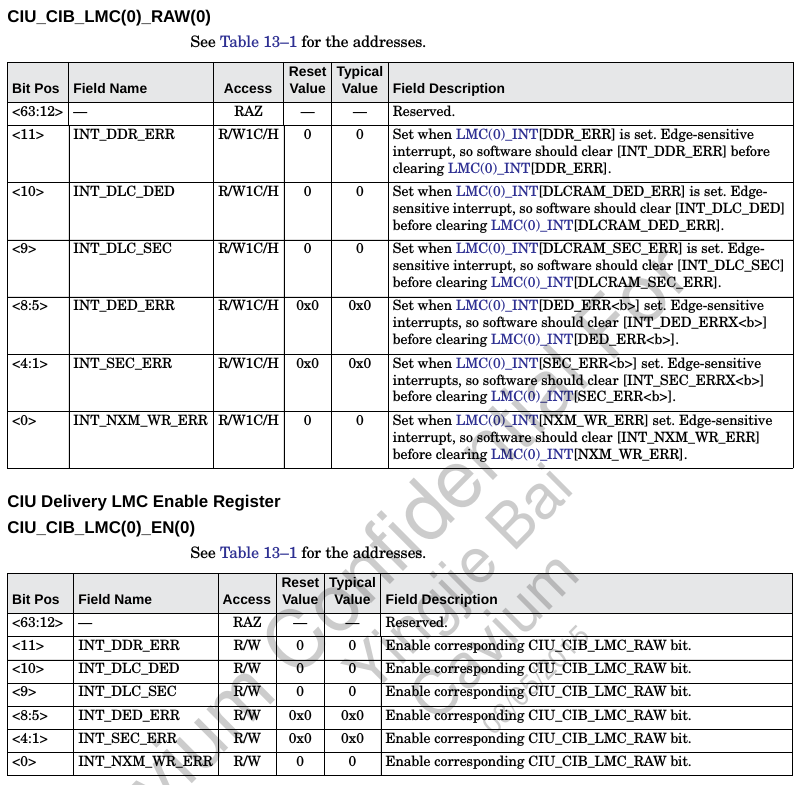 CIU_CIB_LMC(0)_RAW(0)
See Table 13–1 for the addresses.
Bit Pos Field Name Access Reset Value Typical Value Field Description
<63:12> — RAZ — — Reserved.
<11> INT_DDR_ERR R/W1C/H 0 0 Set when LMC(0)_INT[DDR_ERR] is set. Edge-sensitive
interrupt, so software should clear [INT_DDR_ERR] before
clearing LMC(0)_INT[DDR_ERR].
<10> INT_DLC_DED R/W1C/H 0 0 Set when LMC(0)_INT[DLCRAM_DED_ERR] is set. Edge-
sensitive interrupt, so software should clear [INT_DLC_DED]
before clearing LMC(0)_INT[DLCRAM_DED_ERR].
<9> INT_DLC_SEC R/W1C/H 0 0 Set when LMC(0)_INT[DLCRAM_SEC_ERR] is set. Edge-
sensitive interrupt, so software should clear [INT_DLC_SEC]
before clearing LMC(0)_INT[DLCRAM_SEC_ERR].
<8:5> INT_DED_ERR R/W1C/H 0x0 0x0 Set when LMC(0)_INT[DED_ERR<b>] set. Edge-sensitive
interrupts, so software should clear [INT_DED_ERRX<b>]
before clearing LMC(0)_INT[DED_ERR<b>].
<4:1> INT_SEC_ERR R/W1C/H 0x0 0x0 Set when LMC(0)_INT[SEC_ERR<b>] set. Edge-sensitive
interrupts, so software should clear [INT_SEC_ERRX<b>]
before clearing LMC(0)_INT[SEC_ERR<b>].
<0> INT_NXM_WR_ERR R/W1C/H 0 0 Set when LMC(0)_INT[NXM_WR_ERR] set. Edge-sensitive
interrupt, so software should clear [INT_NXM_WR_ERR]
before clearing LMC(0)_INT[NXM_WR_ERR].
CIU Delivery LMC Enable Register
CIU_CIB_LMC(0)_EN(0)
See Table 13–1 for the addresses.
Bit Pos Field Name Access Reset Value Typical Value Field Description
<63:12> — RAZ — — Reserved.
<11> INT_DDR_ERR R/W 0 0 Enable corresponding CIU_CIB_LMC_RAW bit.
<10> INT_DLC_DED R/W 0 0 Enable corresponding CIU_CIB_LMC_RAW bit.
<9> INT_DLC_SEC R/W 0 0 Enable corresponding CIU_CIB_LMC_RAW bit.
<8:5> INT_DED_ERR R/W 0x0 0x0 Enable corresponding CIU_CIB_LMC_RAW bit.
<4:1> INT_SEC_ERR R/W 0x0 0x0 Enable corresponding CIU_CIB_LMC_RAW bit.
<0> INT_NXM_WR_ERR R/W 0 0 Enable corresponding CIU_CIB_LMC_RAW bit.
Confidential For
Yingjie Bai
Cavium